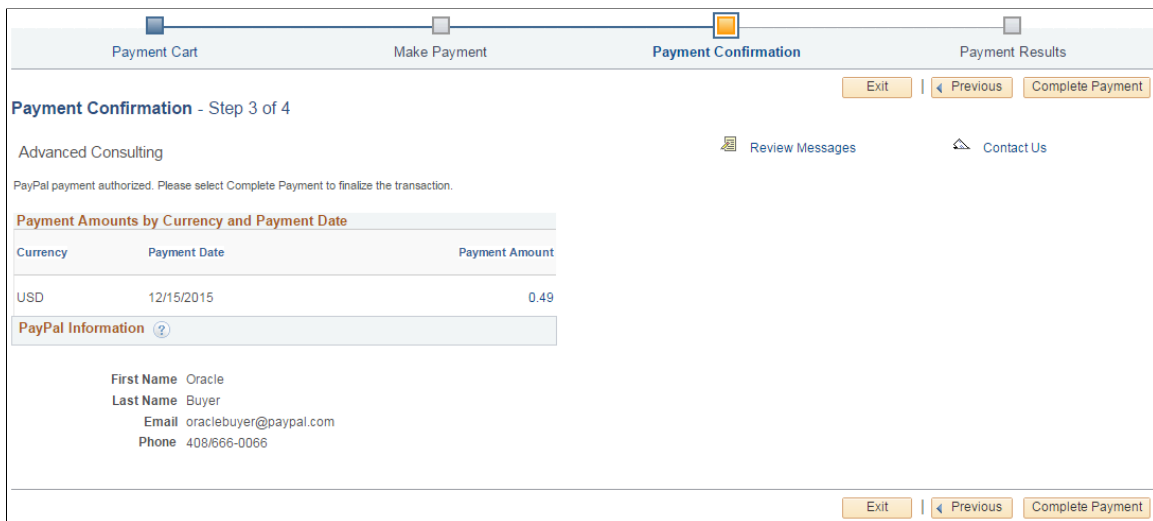 Payment Cart Make Payment Payment Confirmation Payment Results
Exit | Previous Complete Payment
Payment Confirmation - Step 3 of 4
Advanced Consulting Review Messages Contact Us
PayPal payment authorized. Please select Complete Payment to finalize the transaction.
Payment Amounts by Currency and Payment Date
Currency Payment Date Payment Amount
USD 12/15/2015 0.49
PayPal Information ?
First Name Oracle
Last Name Buyer
Email oraclebuyer@paypal.com
Phone 408/666-0066
Exit | Previous Complete Payment